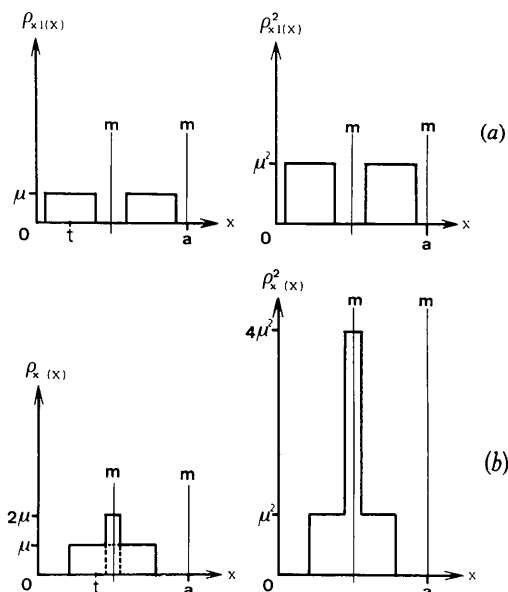 ρx1(x)
m m
μ
0 t a x
ρ²x1(x)
m m
μ²
0 a x
(a)
ρx(x)
m m
2μ
μ
0 t a x
ρ²x(x)
m m
4μ²
μ²
0 a x
(b)